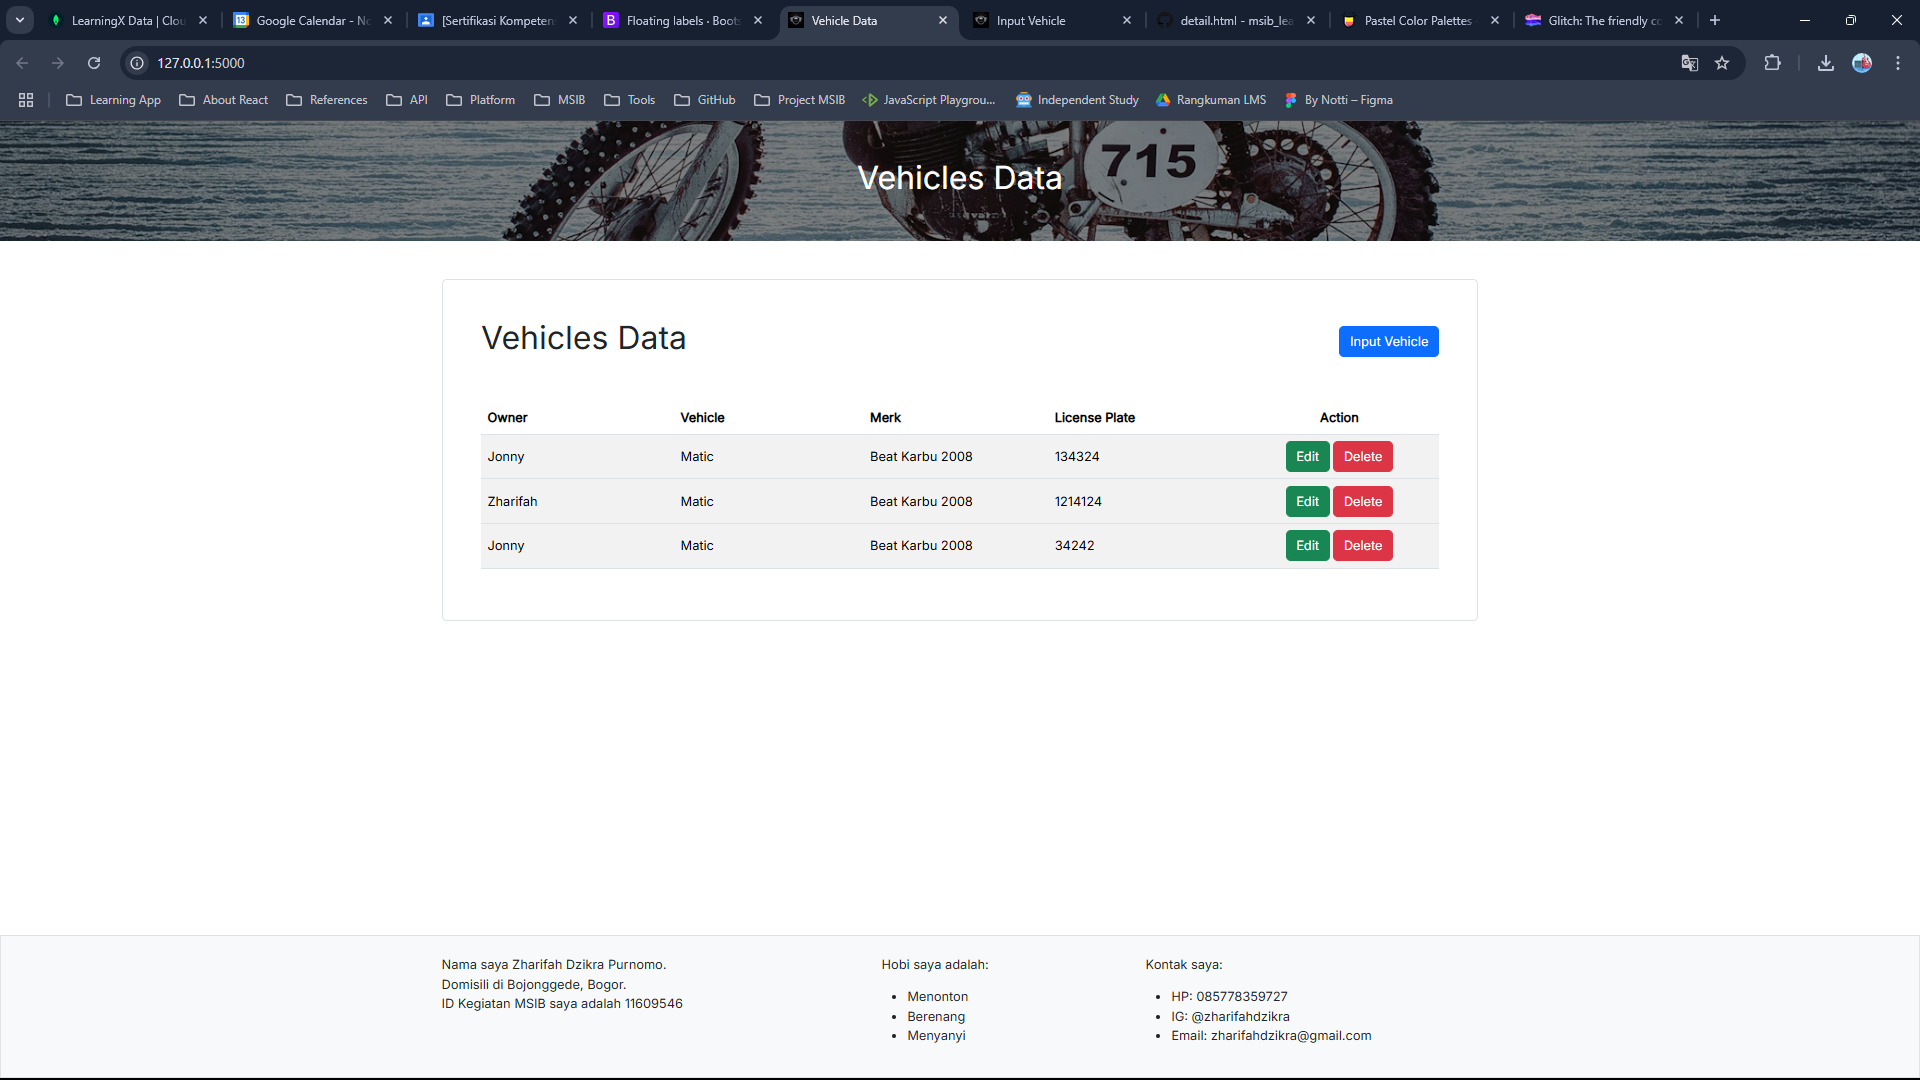 LearningX Data | Clou
Google Calendar - No
[Sertifikasi Kompeten
Floating labels · Boots
Vehicle Data
Input Vehicle
detail.html - msib_lea
Pastel Color Palettes
Glitch: The friendly co
127.0.0.1:5000
Learning App
About React
References
API
Platform
MSIB
Tools
GitHub
Project MSIB
JavaScript Playgrou...
Independent Study
Rangkuman LMS
By Notti – Figma
715
Vehicles Data
Vehicles Data
Input Vehicle
Owner Vehicle Merk License Plate Action
Jonny Matic Beat Karbu 2008 134324 Edit Delete
Zharifah Matic Beat Karbu 2008 1214124 Edit Delete
Jonny Matic Beat Karbu 2008 34242 Edit Delete
Nama saya Zharifah Dzikra Purnomo.
Domisili di Bojonggede, Bogor.
ID Kegiatan MSIB saya adalah 11609546
Hobi saya adalah:
Menonton
Berenang
Menyanyi
Kontak saya:
HP: 085778359727
IG: @zharifahdzikra
Email: zharifahdzikra@gmail.com